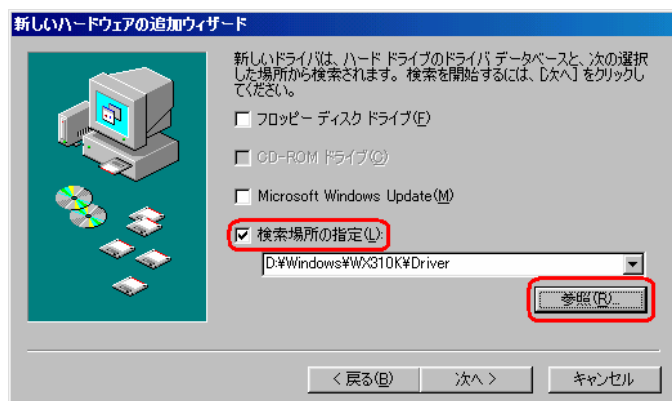 新しいハードウェアの追加ウィザード
新しいドライバは、ハード ドライブのドライバ データベースと、次の選択
した場所から検索されます。検索を開始するには、[次へ] をクリックし
てください。
フロッピー ディスク ドライブ(F)
CD-ROM ドライブ(C)
Microsoft Windows Update(M)
検索場所の指定(L):
D:¥Windows¥WX310K¥Driver
参照(R)...
< 戻る(B)
次へ >
キャンセル